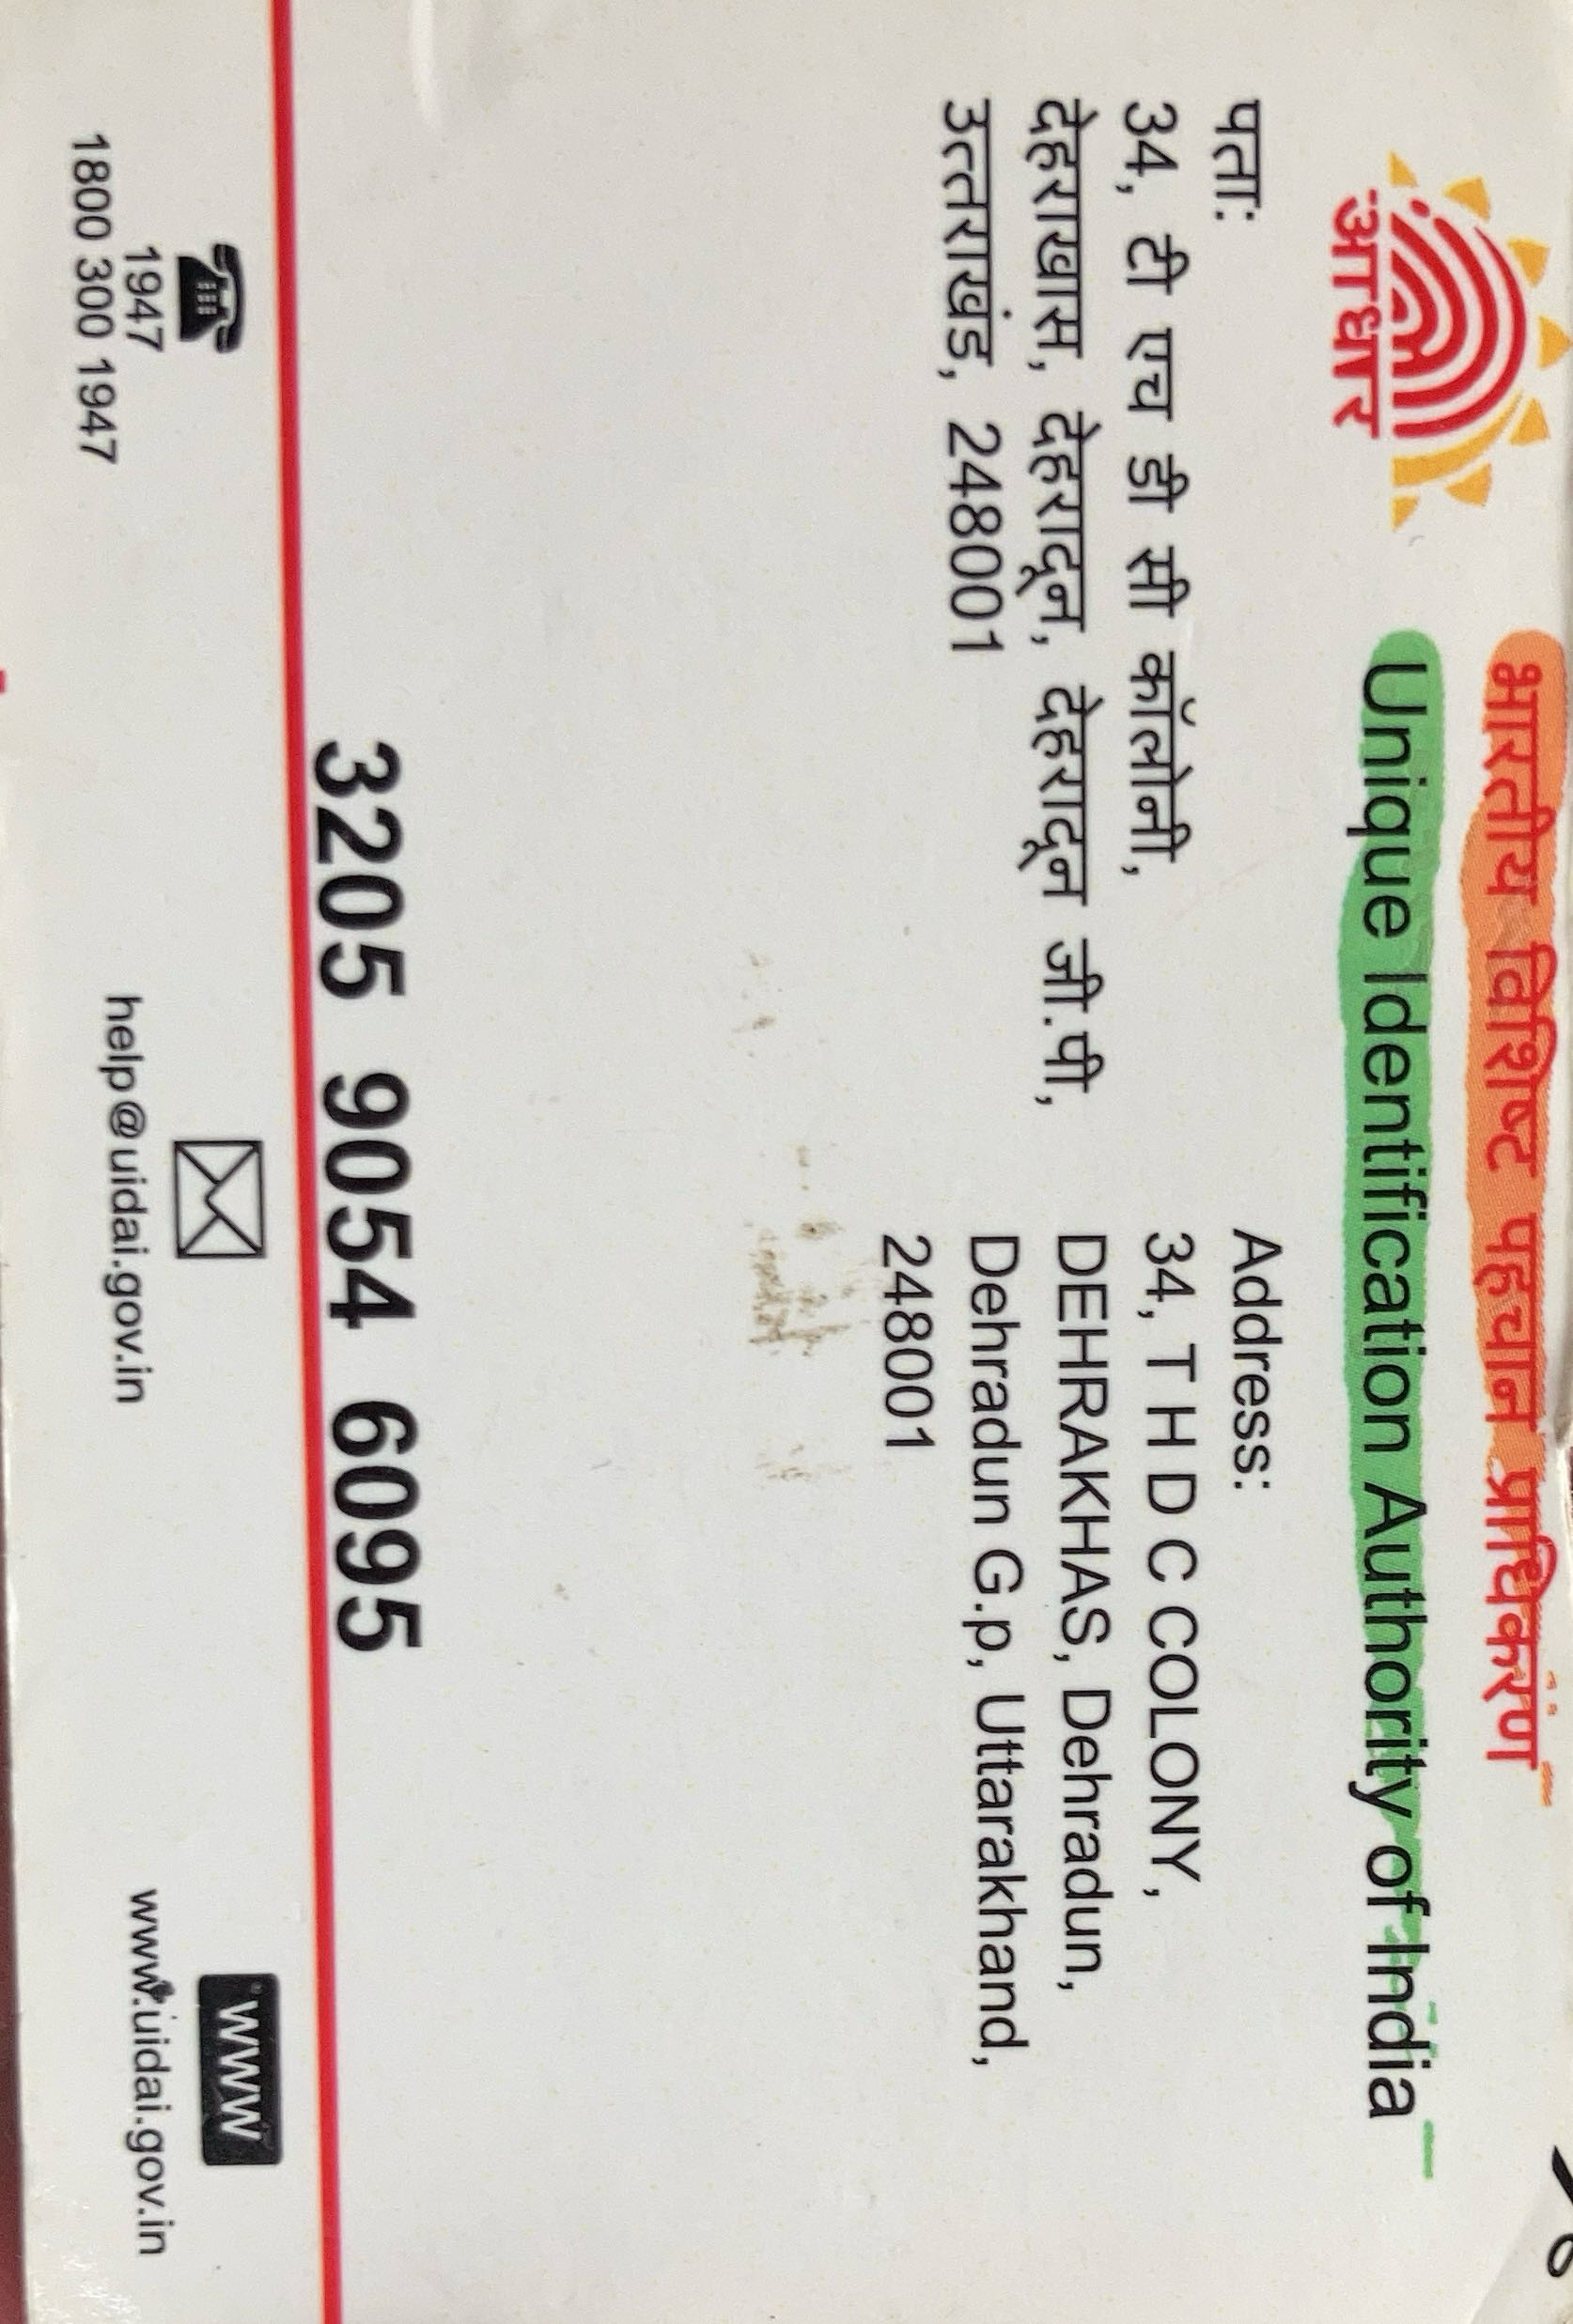 आधार
भारतीय विशिष्ट पहचान प्राधिकरण
Unique Identification Authority of India
पताः
34, टी एच डी सी कॉलोनी,
देहराखास, देहरादून, देहरादून जी.पी,
उत्तराखंड, 248001
Address:
34, T H D C COLONY,
DEHRAKHAS, Dehradun,
Dehradun G.p, Uttarakhand,
248001
3205 9054 6095
1947
1800 300 1947
help@uidai.gov.in
www
www.uidai.gov.in